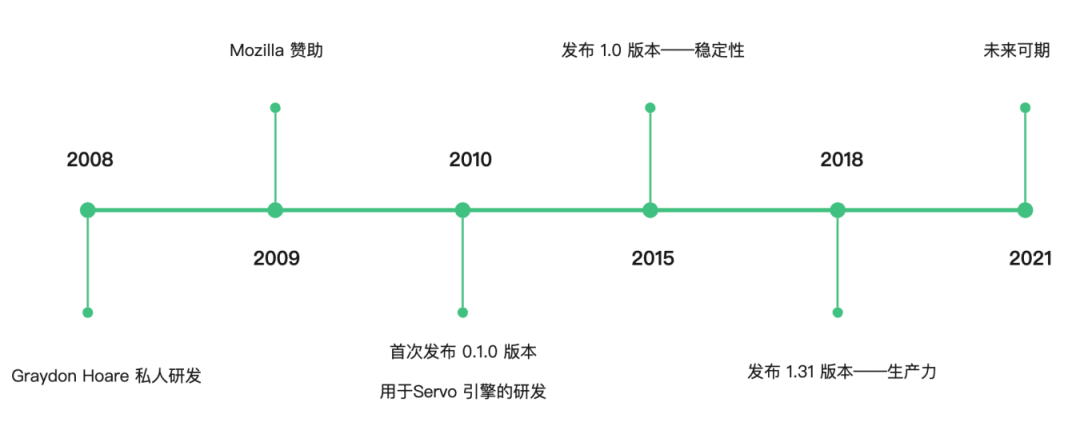 Mozilla 赞助
发布 1.0 版本——稳定性
未来可期
2008
2010
2018
2009
2015
2021
首次发布 0.1.0 版本
Graydon Hoare 私人研发
发布 1.31 版本——生产力
用于Servo 引擎的研发